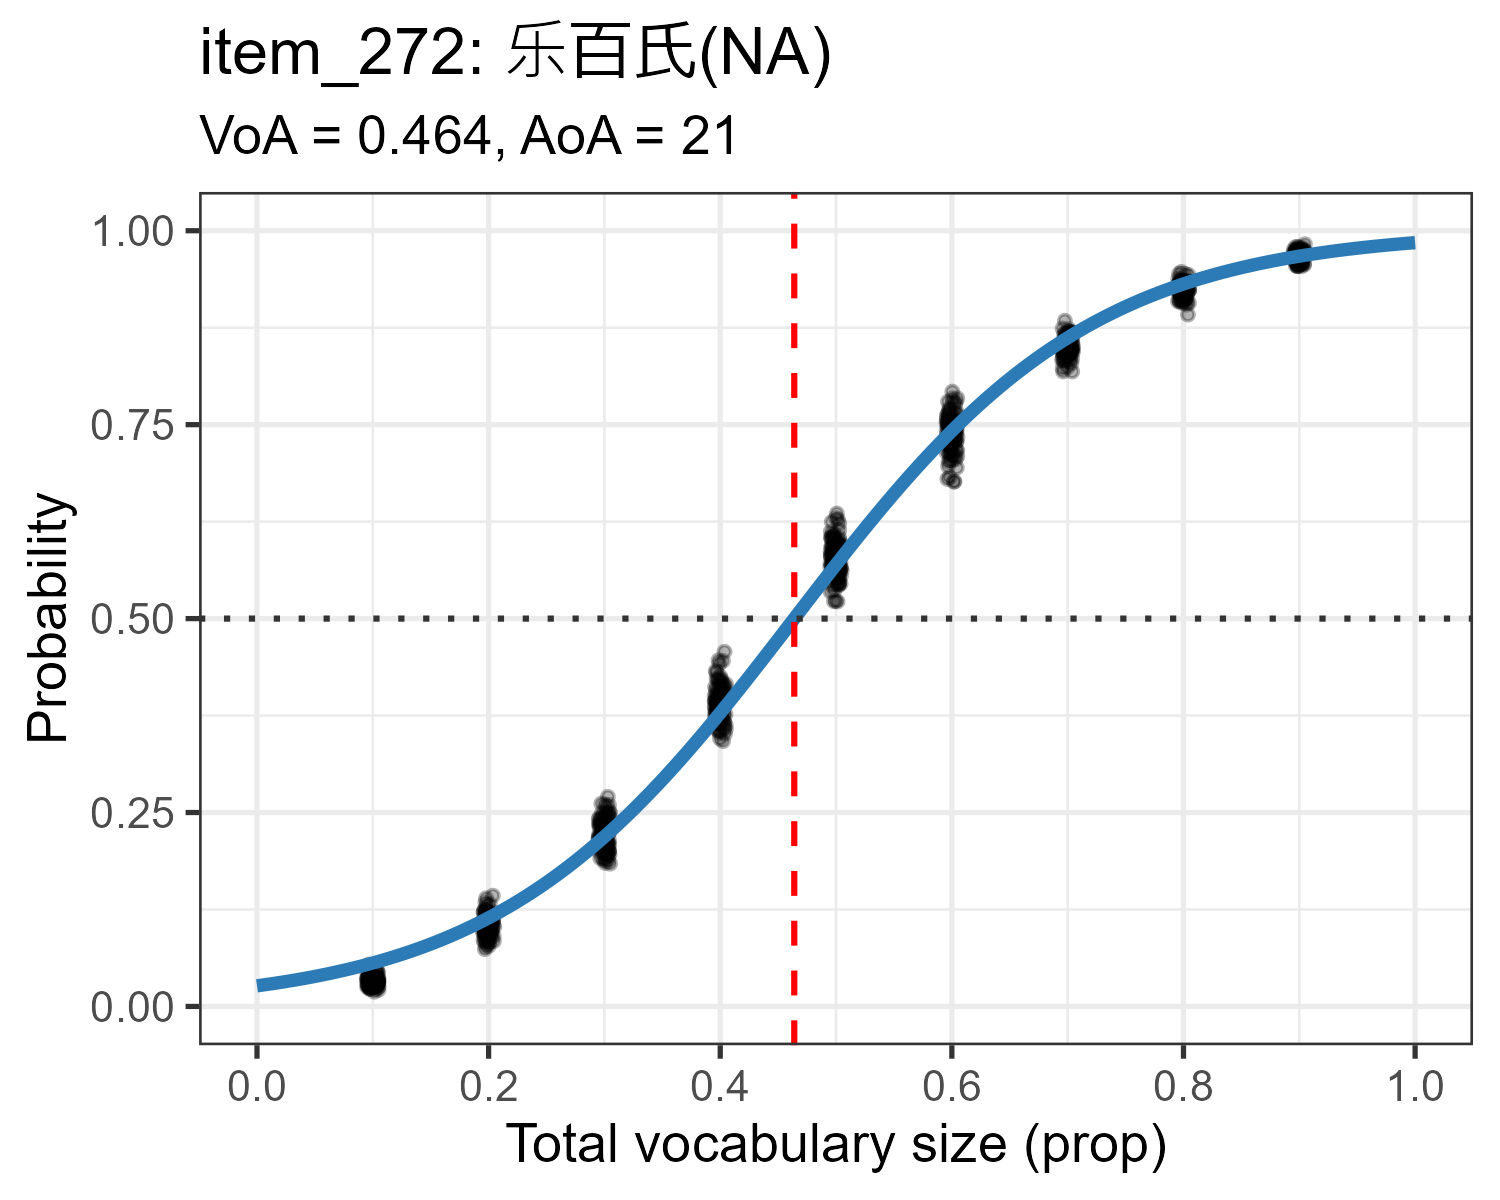 item_272: 乐百氏(NA)
VoA = 0.464, AoA = 21
1.00
0.75
0.50
0.25
0.00
Probability
0.0 0.2 0.4 0.6 0.8 1.0
Total vocabulary size (prop)